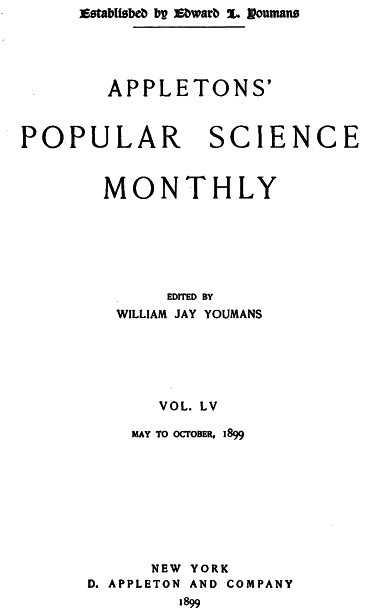 Established by Edward L. Youmans
APPLETONS'
POPULAR SCIENCE
MONTHLY
EDITED BY
WILLIAM JAY YOUMANS
VOL. LV
MAY TO OCTOBER, 1899
NEW YORK
D. APPLETON AND COMPANY
1899